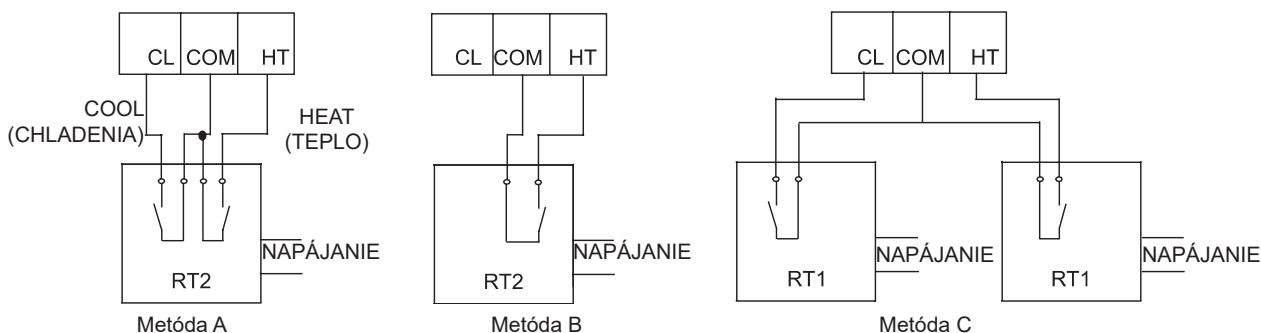 CL COM HT
COOL
(CHLADENIA)
HEAT
(TEPLO)
NAPÁJANIE
RT2
Metóda A
CL COM HT
NAPÁJANIE
RT2
Metóda B
CL COM HT
NAPÁJANIE
RT1
NAPÁJANIE
RT1
Metóda C